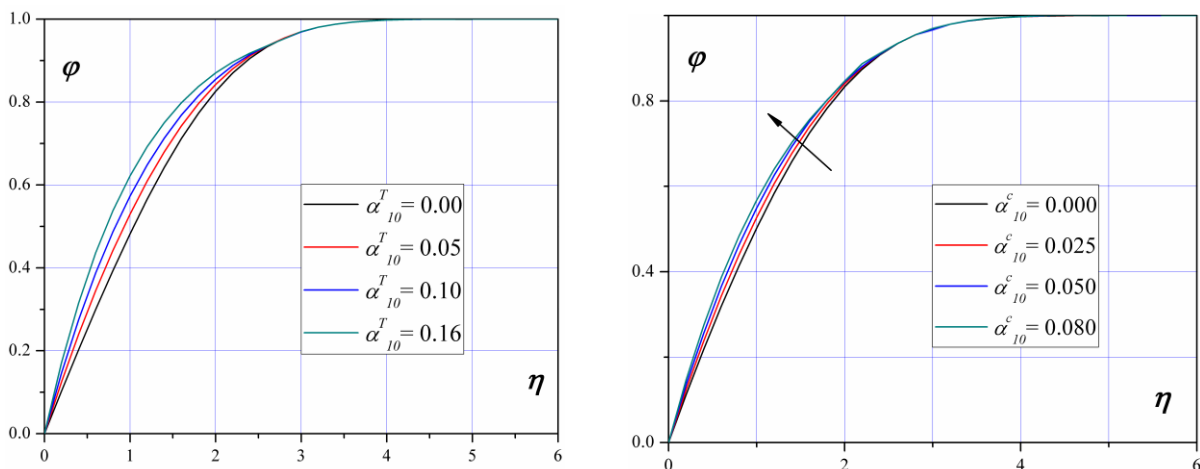 1.0
φ
0.8
0.6
α^T_10 = 0.00
α^T_10 = 0.05
0.4
α^T_10 = 0.10
α^T_10 = 0.16
0.2
η
0.0
0 1 2 3 4 5 6
φ
0.8
α^c_10 = 0.000
α^c_10 = 0.025
0.4
α^c_10 = 0.050
α^c_10 = 0.080
η
0.0
0 2 4 6